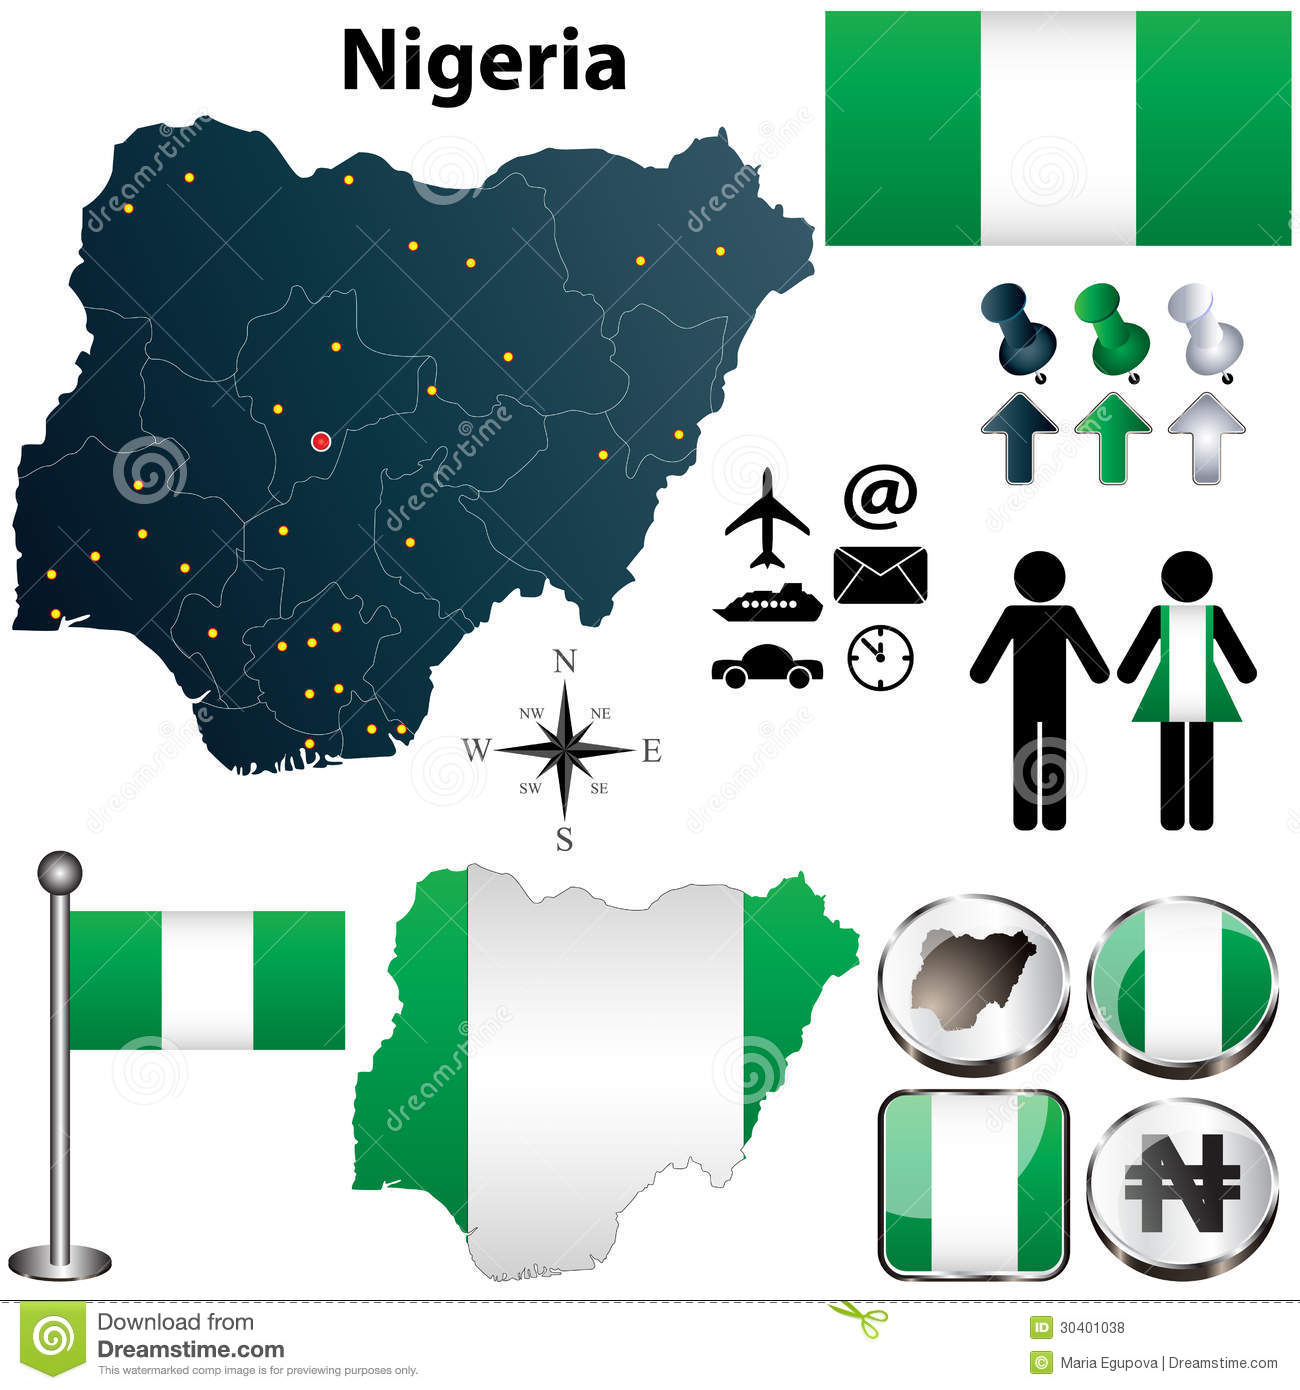 Nigeria
@
N
NW NE
W E
SW SE
S
₦
dreamstime
Download from
Dreamstime.com
This watermarked comp image is for previewing purposes only.
ID 30401038
© Maria Egupova | Dreamstime.com